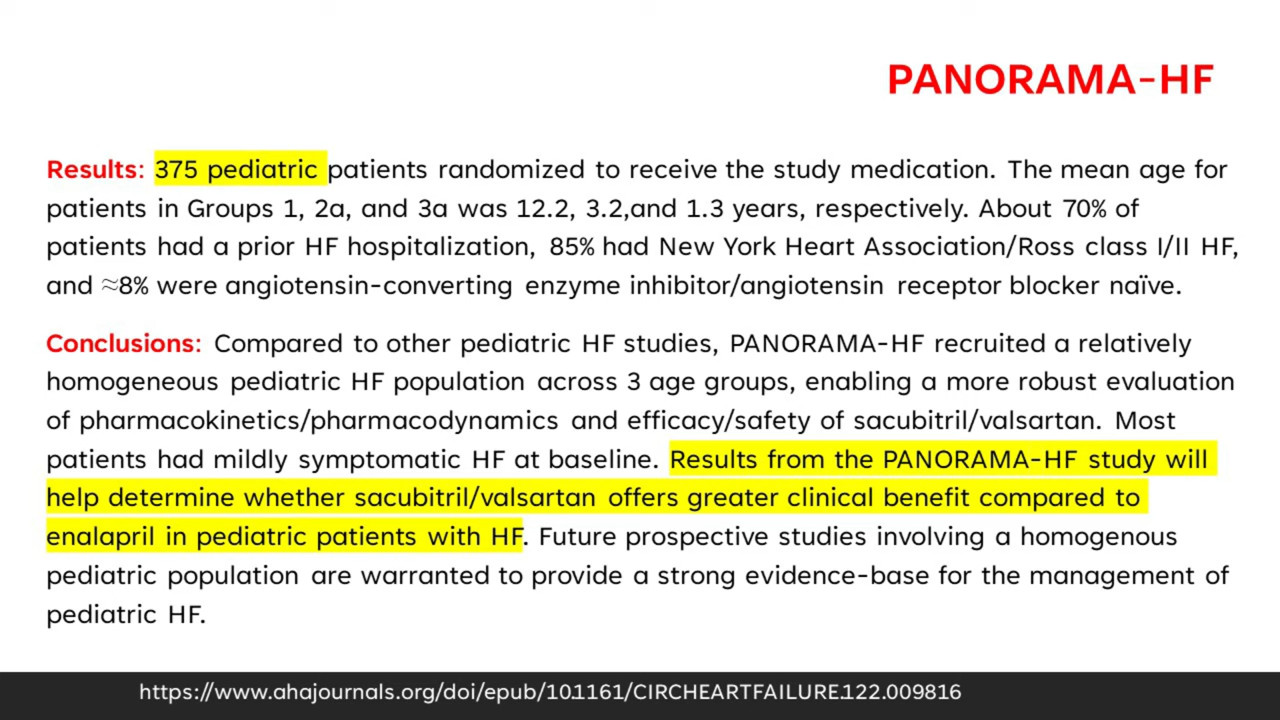 PANORAMA-HF
Results: 375 pediatric patients randomized to receive the study medication. The mean age for
patients in Groups 1, 2a, and 3a was 12.2, 3.2,and 1.3 years, respectively. About 70% of
patients had a prior HF hospitalization, 85% had New York Heart Association/Ross class I/II HF,
and ≈8% were angiotensin-converting enzyme inhibitor/angiotensin receptor blocker naïve.
Conclusions: Compared to other pediatric HF studies, PANORAMA-HF recruited a relatively
homogeneous pediatric HF population across 3 age groups, enabling a more robust evaluation
of pharmacokinetics/pharmacodynamics and efficacy/safety of sacubitril/valsartan. Most
patients had mildly symptomatic HF at baseline. Results from the PANORAMA-HF study will
help determine whether sacubitril/valsartan offers greater clinical benefit compared to
enalapril in pediatric patients with HF. Future prospective studies involving a homogenous
pediatric population are warranted to provide a strong evidence-base for the management of
pediatric HF.
https://www.ahajournals.org/doi/epub/10.1161/CIRCHEARTFAILURE.122.009816